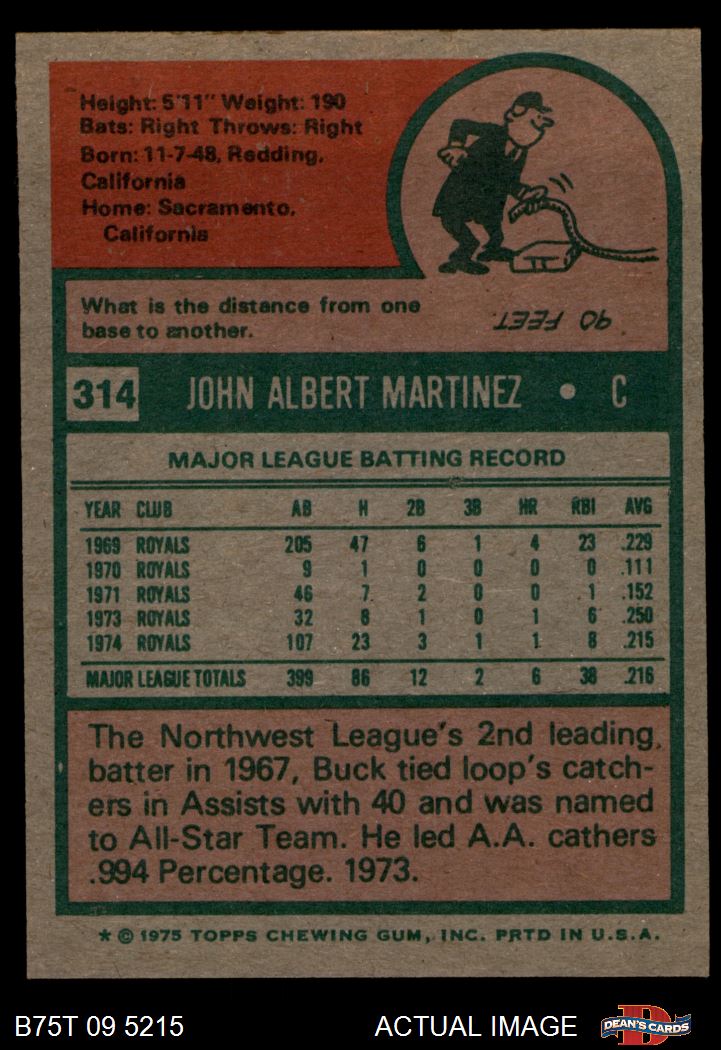 Height: 5'11" Weight: 190
Bats: Right Throws: Right
Born: 11-7-48, Redding,
California
Home: Sacramento,
California
What is the distance from one
base to another.
90 FEET
314 JOHN ALBERT MARTINEZ • C
MAJOR LEAGUE BATTING RECORD
YEAR CLUB AB H 2B 3B HR RBI AVG
1969 ROYALS 205 47 6 1 4 23 .229
1970 ROYALS 9 1 0 0 0 0 .111
1971 ROYALS 46 7 2 0 0 1 .152
1973 ROYALS 32 8 1 0 1 6 .250
1974 ROYALS 107 23 3 1 1 8 .215
MAJOR LEAGUE TOTALS 399 86 12 2 6 38 .216
The Northwest League's 2nd leading,
batter in 1967, Buck tied loop's catch-
ers in Assists with 40 and was named
to All-Star Team. He led A.A. cathers
.994 Percentage. 1973.
* © 1975 TOPPS CHEWING GUM, INC. PRTD IN U.S.A.
B75T 09 5215 ACTUAL IMAGE DEAN'S CARDS